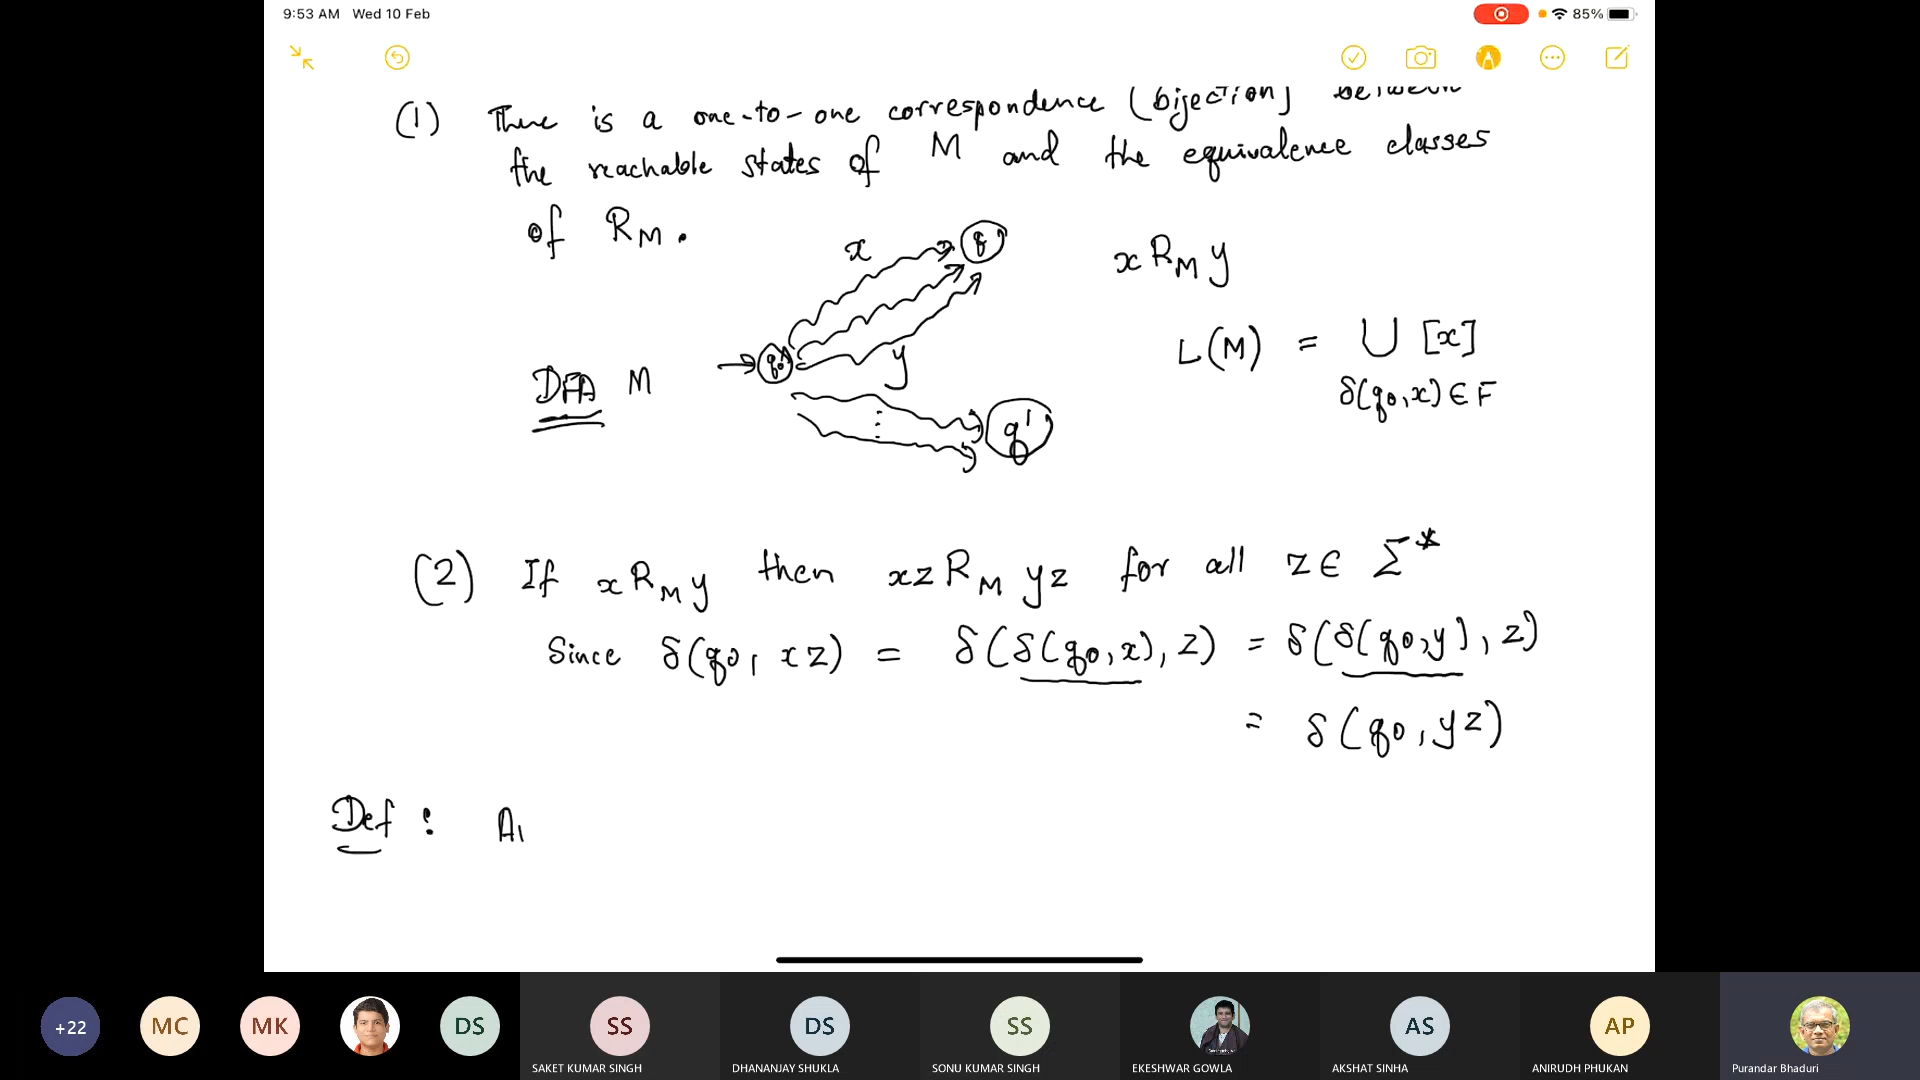 9:53 AM Wed 10 Feb
85%
(1) There is a one-to-one correspondence (bijection) between
the reachable states of M and the equivalence classes
of R_M.
x
q
x R_M y
L(M) = ∪ [x]
δ(q₀,x) ∈ F
q₀
y
DFA M
q'
(2) If x R_M y then xz R_M yz for all z ∈ Σ*
Since δ(q₀, xz) = δ(δ(q₀,x), z) = δ(δ(q₀,y), z)
= δ(q₀, yz)
Def :
+22 MC MK DS SS DS SS AS AP
SAKET KUMAR SINGH DHANANJAY SHUKLA SONU KUMAR SINGH EKESHWAR GOWLA AKSHAT SINHA ANIRUDH PHUKAN Purandar Bhaduri